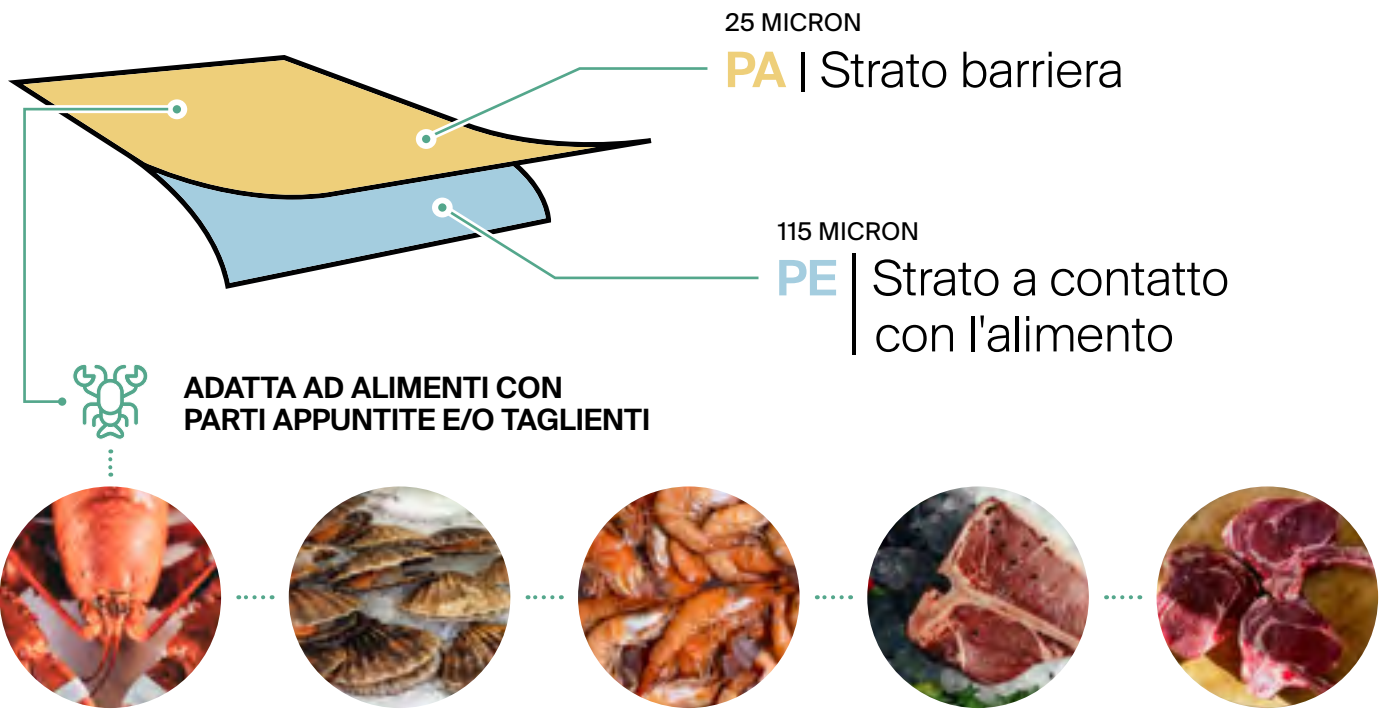 25 MICRON
PA | Strato barriera
115 MICRON
PE | Strato a contatto
con l'alimento
ADATTA AD ALIMENTI CON
PARTI APPUNTITE E/O TAGLIENTI